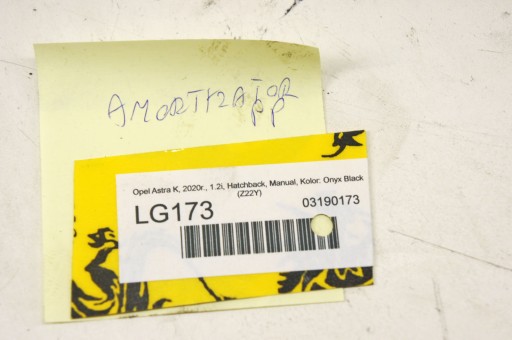 AMORTYZATOR
PP
Opel Astra K, 2020r., 1.2i, Hatchback, Manual, Kolor: Onyx Black
(Z22Y)
LG173
03190173